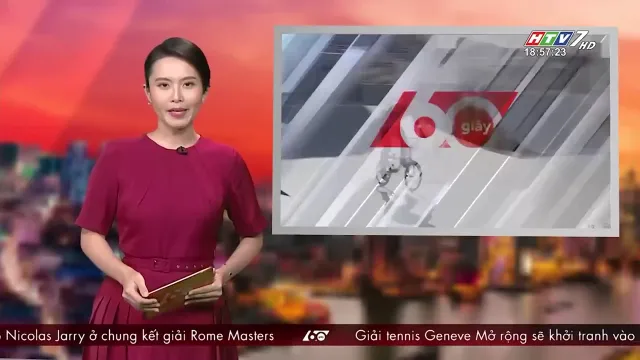 HTV7 HD
18:57:23
60 giây
Nicolas Jarry ở chung kết giải Rome Masters 60 Giải tennis Geneve Mở rộng sẽ khởi tranh vào